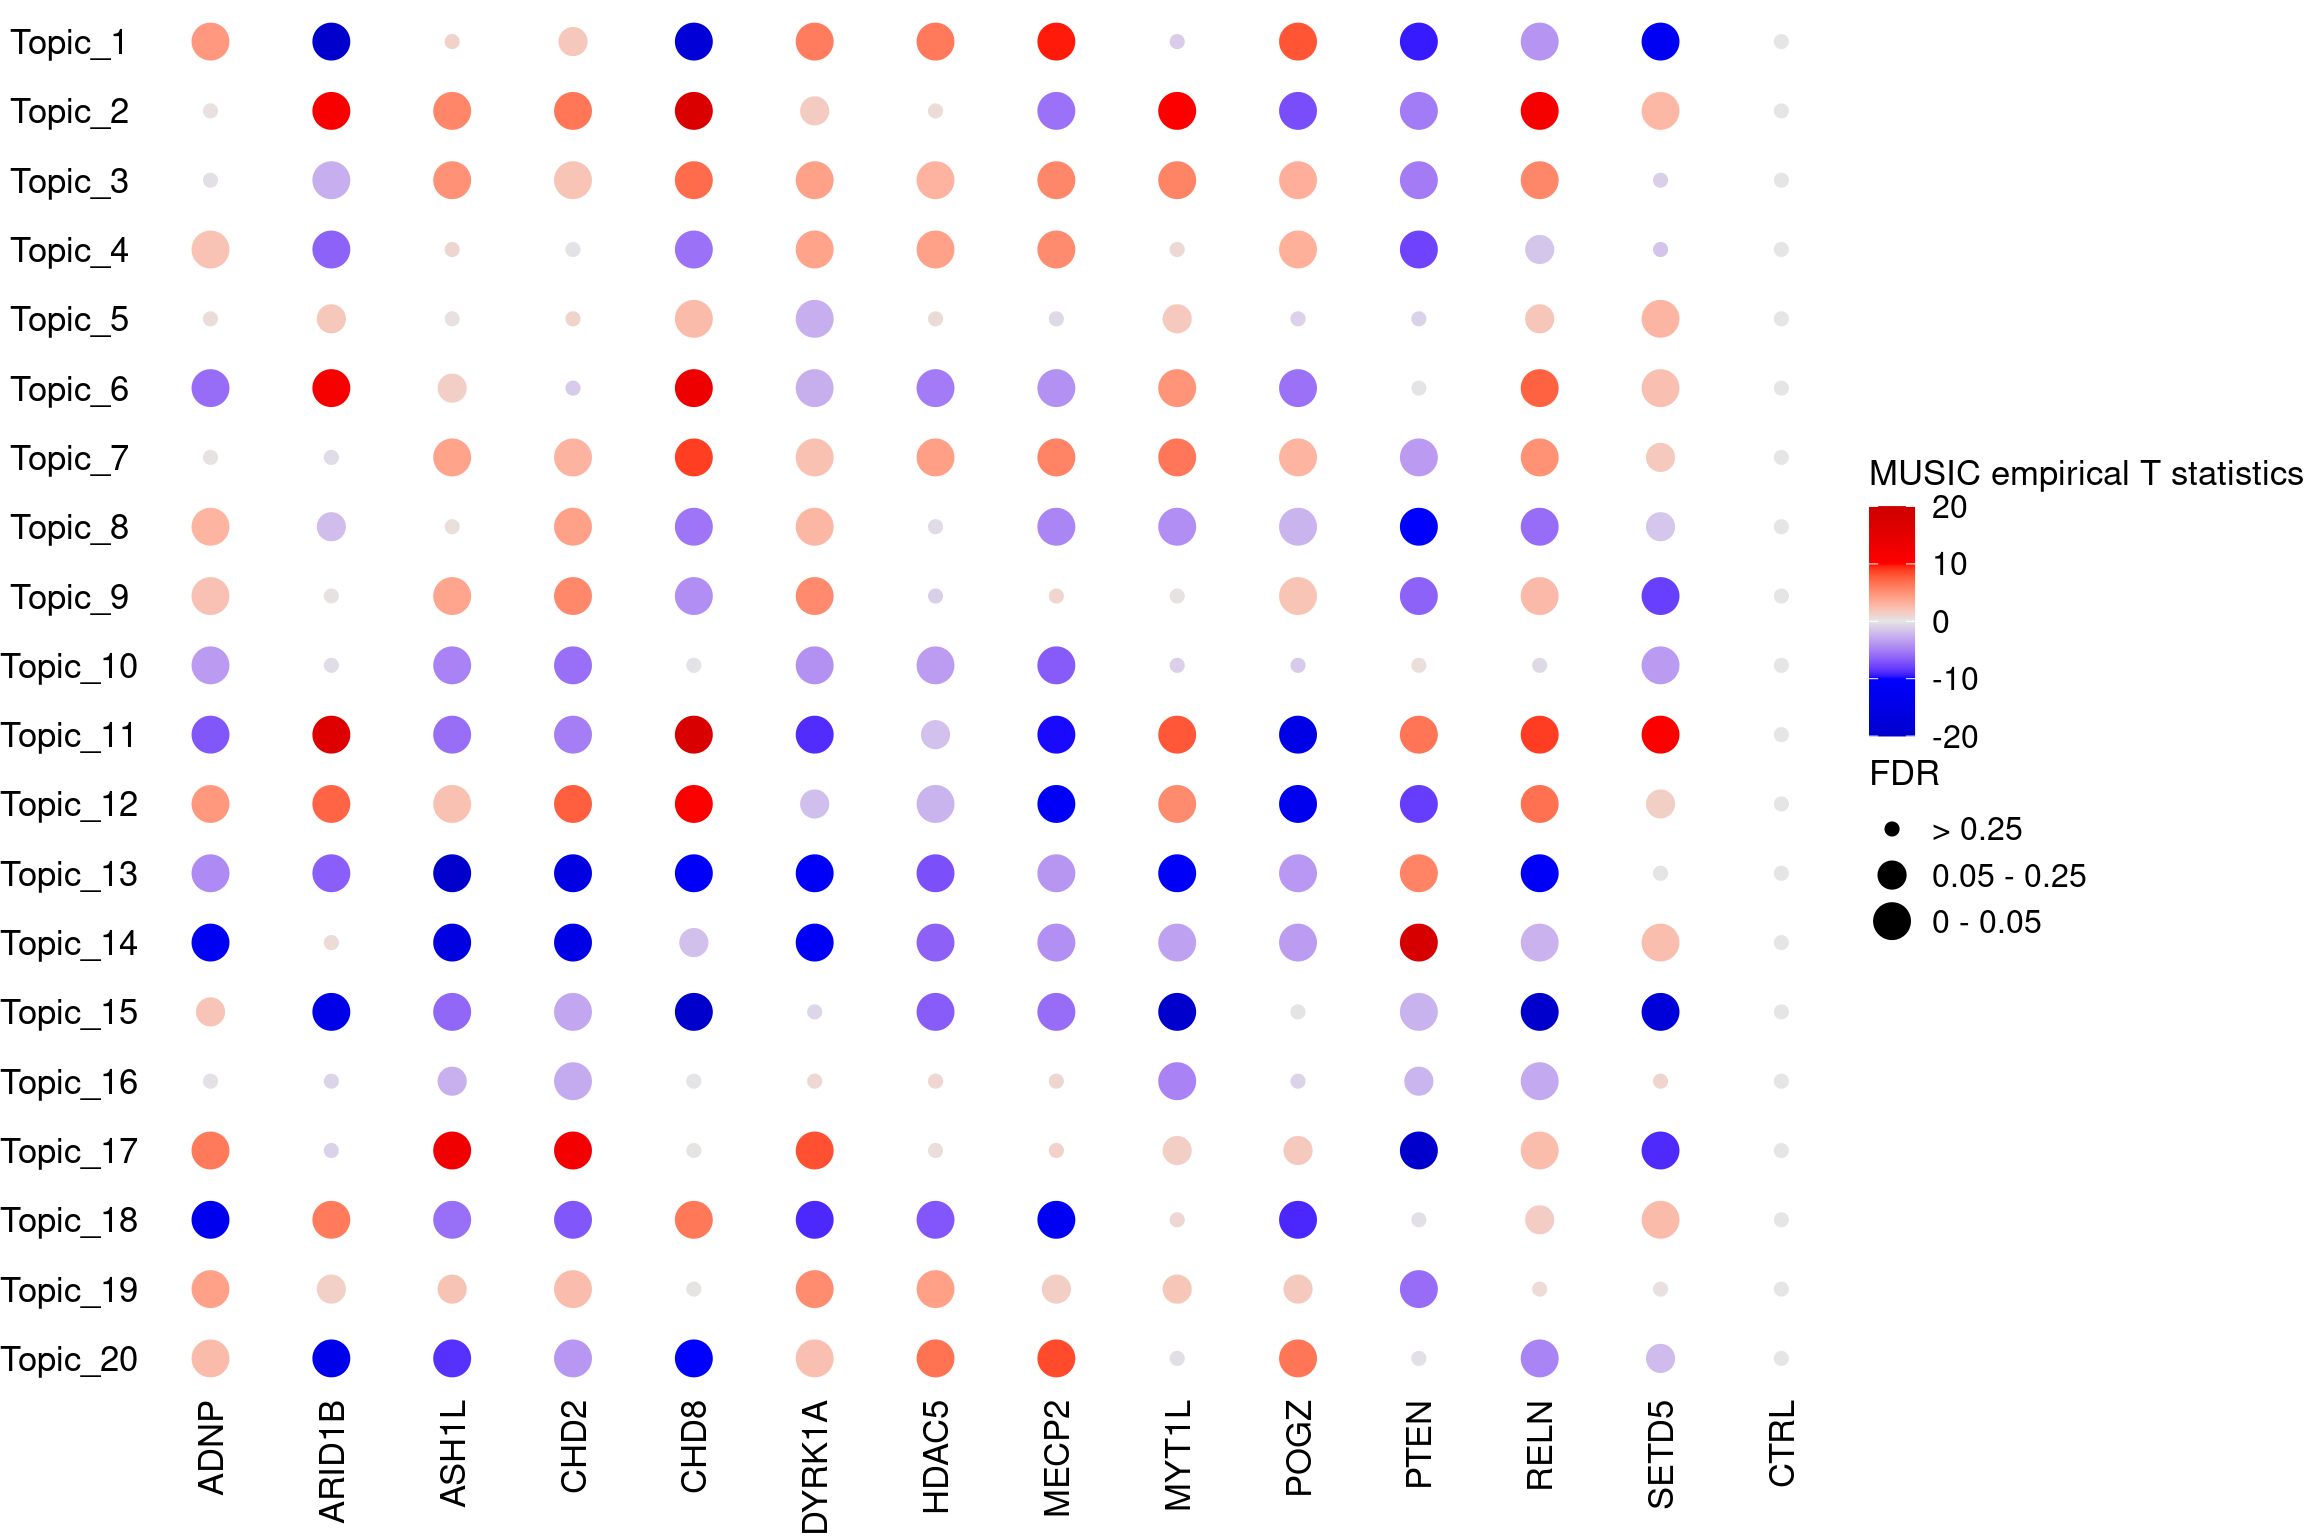 Topic_1
Topic_2
Topic_3
Topic_4
Topic_5
Topic_6
Topic_7
Topic_8
Topic_9
Topic_10
Topic_11
Topic_12
Topic_13
Topic_14
Topic_15
Topic_16
Topic_17
Topic_18
Topic_19
Topic_20
ADNP
ARID1B
ASH1L
CHD2
CHD8
DYRK1A
HDAC5
MECP2
MYT1L
POGZ
PTEN
RELN
SETD5
CTRL
MUSIC empirical T statistics
20
10
0
-10
-20
FDR
> 0.25
0.05 - 0.25
0 - 0.05